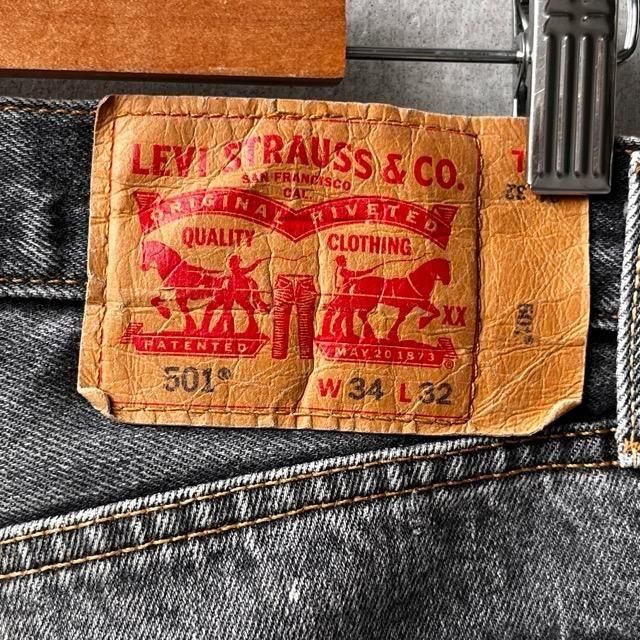 LEVI STRAUSS & CO.
SAN FRANCISCO
CAL
ORIGINAL RIVETED
QUALITY CLOTHING
XX
PATENTED MAY 20 1873
®
501®
W 34 L 32